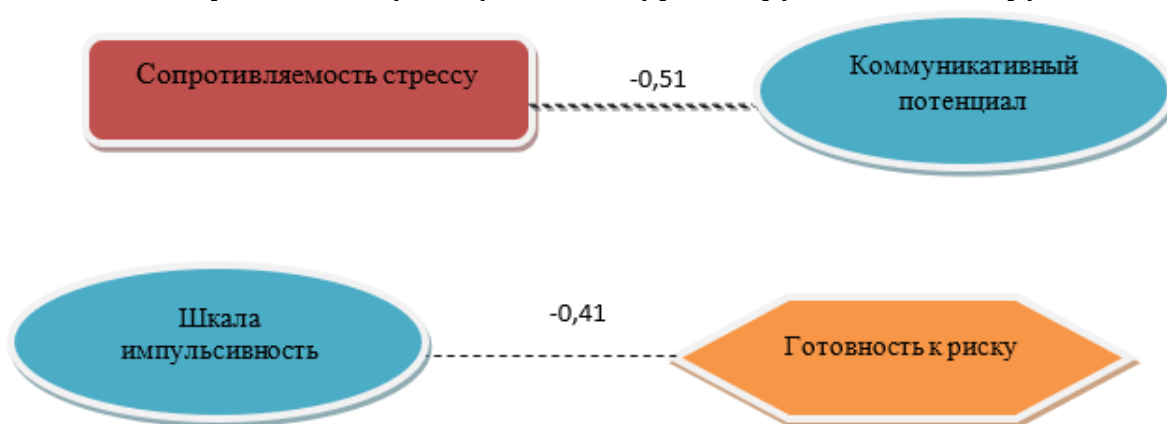 Сопротивляемость стрессу
-0,51
Коммуникативный
потенциал
Шкала
импульсивность
-0,41
Готовность к риску